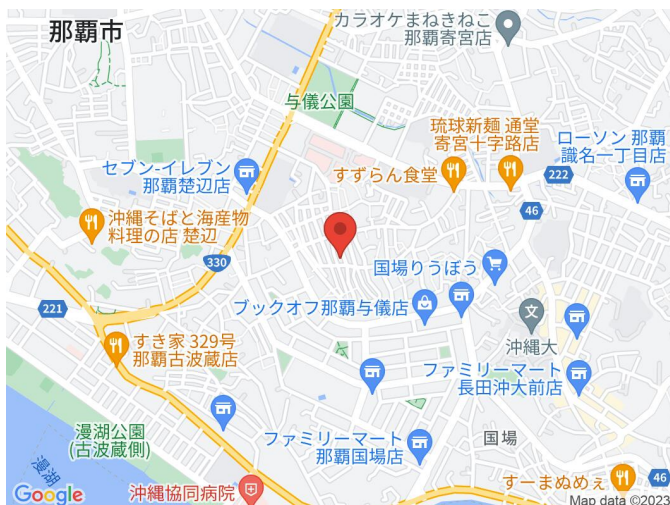 カラオケまねきねこ
那覇寄宮店
那覇市
与儀公園
琉球新麺 通堂
寄宮十字路店
ローソン 那覇
識名一丁目店
セブン-イレブン
那覇楚辺店
すずらん食堂
222
沖縄そばと海産物
料理の店 楚辺
46
330
国場りうぼう
221
ブックオフ那覇与儀店
すき家 329号
那覇古波蔵店
沖縄大
ファミリーマート
長田沖大前店
漫湖公園
(古波蔵側)
ファミリーマート
那覇国場店
国場
漫湖
沖縄協同病院
すーまぬめぇ
46
Google
Map data ©2023